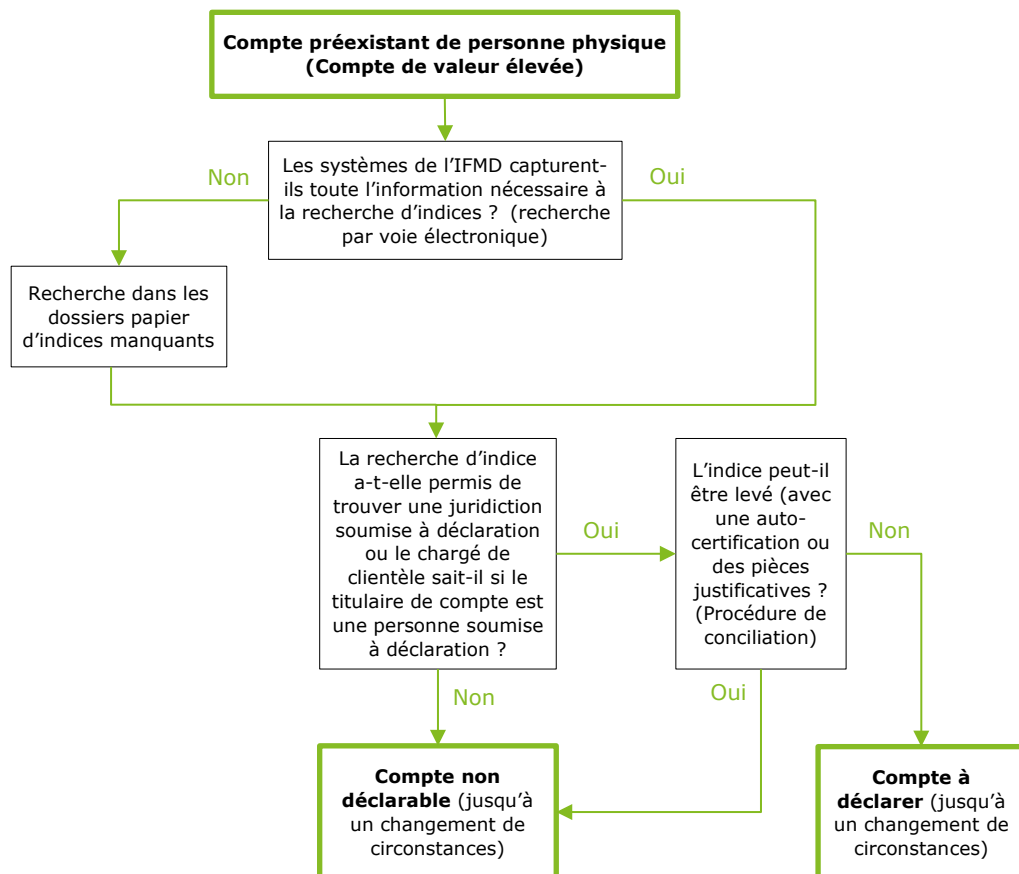 Compte préexistant de personne physique
(Compte de valeur élevée)
Non
Les systèmes de l'IFMD capturent-
ils toute l'information nécessaire à
la recherche d'indices ?  (recherche
par voie électronique)
Oui
Recherche dans les
dossiers papier
d'indices manquants
La recherche d'indice
a-t-elle permis de
trouver une juridiction
soumise à déclaration
ou le chargé de
clientèle sait-il si le
titulaire de compte est
une personne soumise
à déclaration ?
Oui
L'indice peut-il
être levé (avec
une auto-
certification ou
des pièces
justificatives ?
(Procédure de
conciliation)
Non
Non
Oui
Compte non
déclarable (jusqu'à
un changement de
circonstances)
Compte à
déclarer (jusqu'à
un changement de
circonstances)